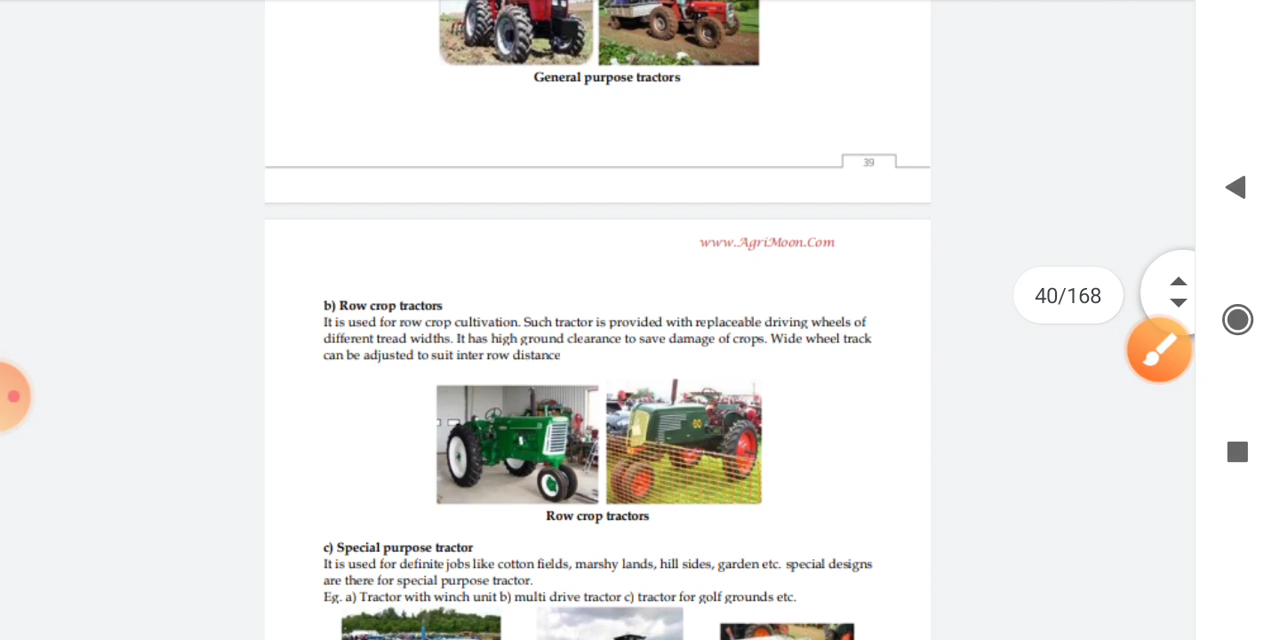 General purpose tractors
39
www.AgriMoon.Com
40/168
b) Row crop tractors
It is used for row crop cultivation. Such tractor is provided with replaceable driving wheels of
different tread widths. It has high ground clearance to save damage of crops. Wide wheel track
can be adjusted to suit inter row distance
60
Row crop tractors
c) Special purpose tractor
It is used for definite jobs like cotton fields, marshy lands, hill sides, garden etc. special designs
are there for special purpose tractor.
Eg. a) Tractor with winch unit b) multi drive tractor c) tractor for golf grounds etc.